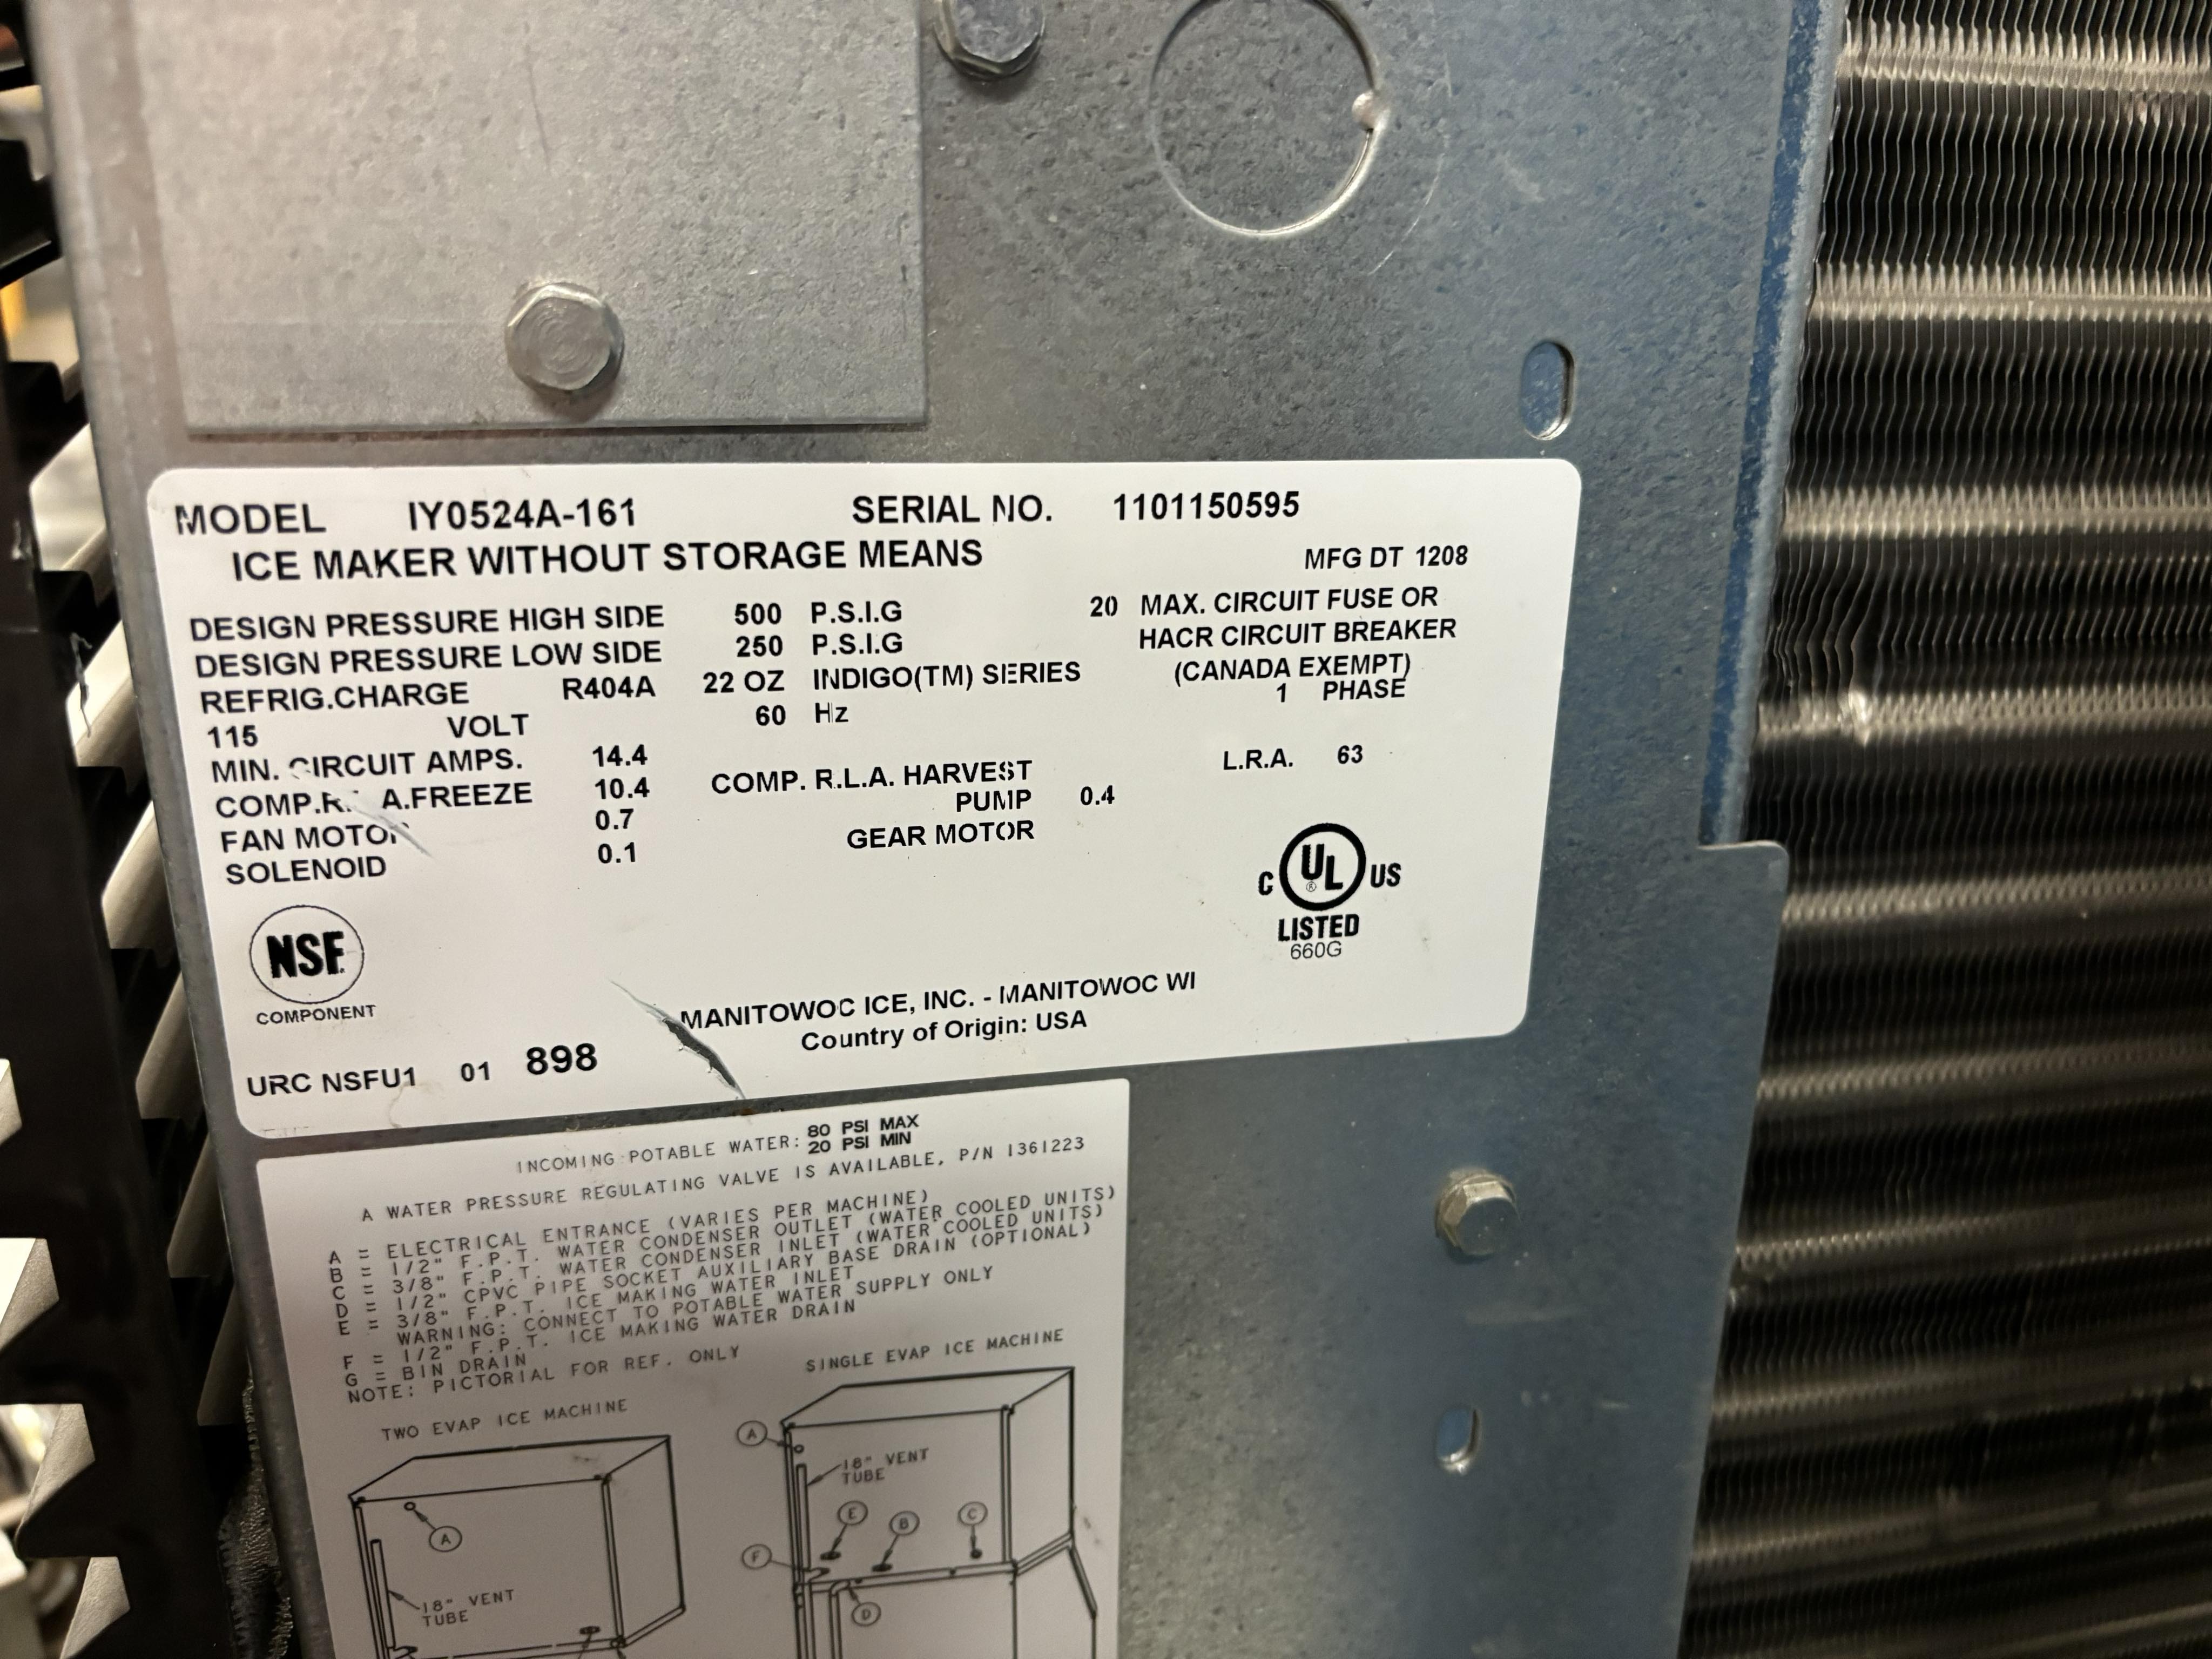 MODEL IY0524A-161 SERIAL NO. 1101150595
ICE MAKER WITHOUT STORAGE MEANS MFG DT 1208
DESIGN PRESSURE HIGH SIDE 500 P.S.I.G 20 MAX. CIRCUIT FUSE OR
DESIGN PRESSURE LOW SIDE 250 P.S.I.G HACR CIRCUIT BREAKER
REFRIG.CHARGE R404A 22 OZ INDIGO(TM) SERIES (CANADA EXEMPT)
115 VOLT 60 Hz 1 PHASE
MIN. CIRCUIT AMPS. 14.4
COMP.R.L.A.FREEZE 10.4 COMP. R.L.A. HARVEST L.R.A. 63
FAN MOTOR 0.7 PUMP 0.4
SOLENOID 0.1 GEAR MOTOR
C UL ® US
LISTED
660G
NSF.
COMPONENT
MANITOWOC ICE, INC. - MANITOWOC WI
Country of Origin: USA
URC NSFU1 01 898
INCOMING POTABLE WATER: 80 PSI MAX
20 PSI MIN
A WATER PRESSURE REGULATING VALVE IS AVAILABLE, P/N 1361223
A = ELECTRICAL ENTRANCE (VARIES PER MACHINE)
B = 1/2" F.P.T. WATER CONDENSER OUTLET (WATER COOLED UNITS)
C = 3/8" F.P.T. WATER CONDENSER INLET (WATER COOLED UNITS)
D = 1/2" CPVC PIPE SOCKET AUXILIARY BASE DRAIN (OPTIONAL)
E = 3/8" F.P.T. ICE MAKING WATER INLET
WARNING: CONNECT TO POTABLE WATER SUPPLY ONLY
F = 1/2" F.P.T. ICE MAKING WATER DRAIN
G = BIN DRAIN
NOTE: PICTORIAL FOR REF. ONLY
TWO EVAP ICE MACHINE
A
18" VENT
TUBE
SINGLE EVAP ICE MACHINE
A
18" VENT
TUBE
E
B
C
F
D